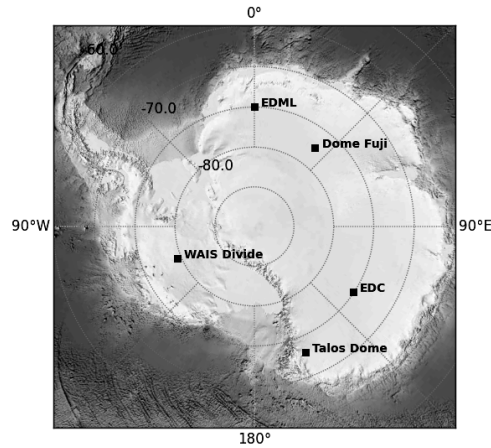 0°
-60.0
EDML
-70.0
Dome Fuji
-80.0
90°W
90°E
WAIS Divide
EDC
Talos Dome
180°